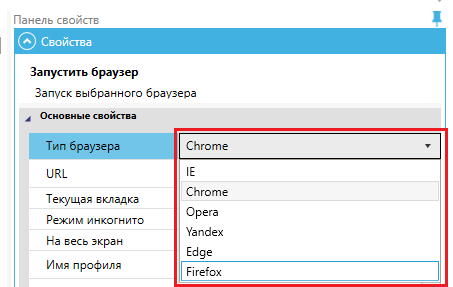 Панель свойств
Свойства
Запустить браузер
Запуск выбранного браузера
Основные свойства
Тип браузера Chrome
IE
URL
Chrome
Текущая вкладка
Opera
Режим инкогнито
Yandex
На весь экран
Edge
Имя профиля
Firefox